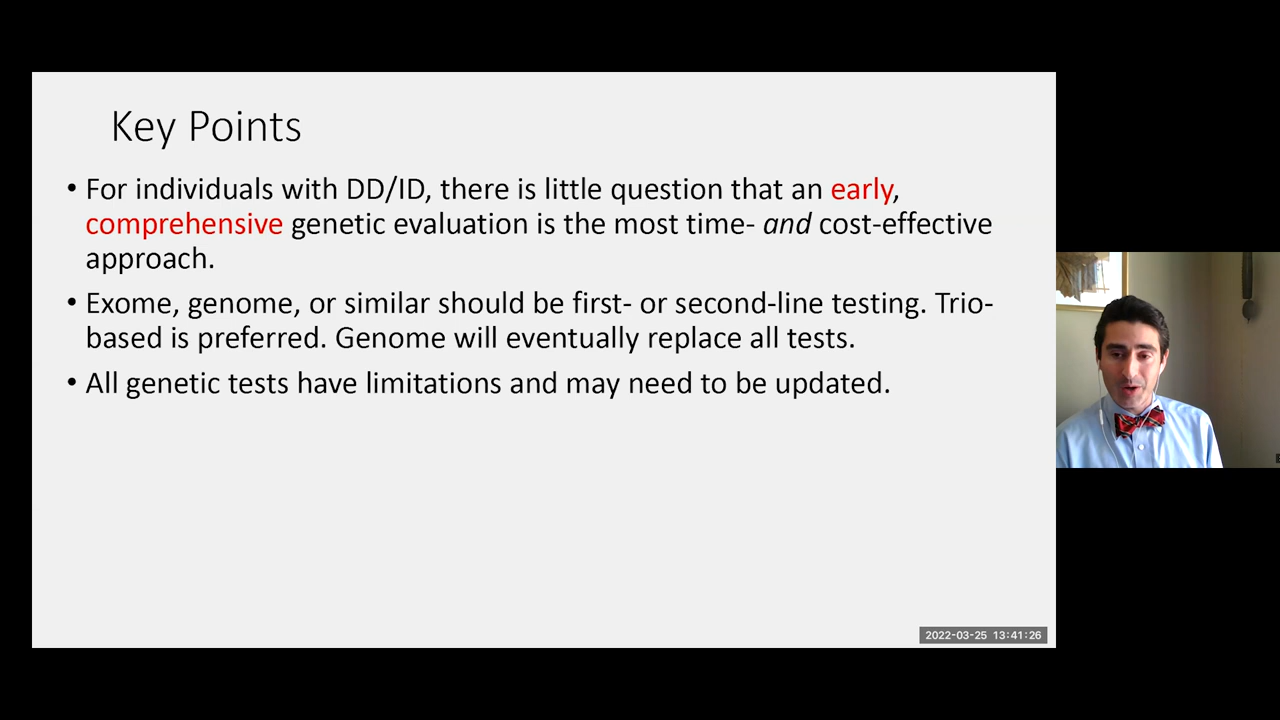 Key Points
• For individuals with DD/ID, there is little question that an early,
comprehensive genetic evaluation is the most time- and cost-effective
approach.
• Exome, genome, or similar should be first- or second-line testing. Trio-
based is preferred. Genome will eventually replace all tests.
• All genetic tests have limitations and may need to be updated.
2022-03-25 13:41:26